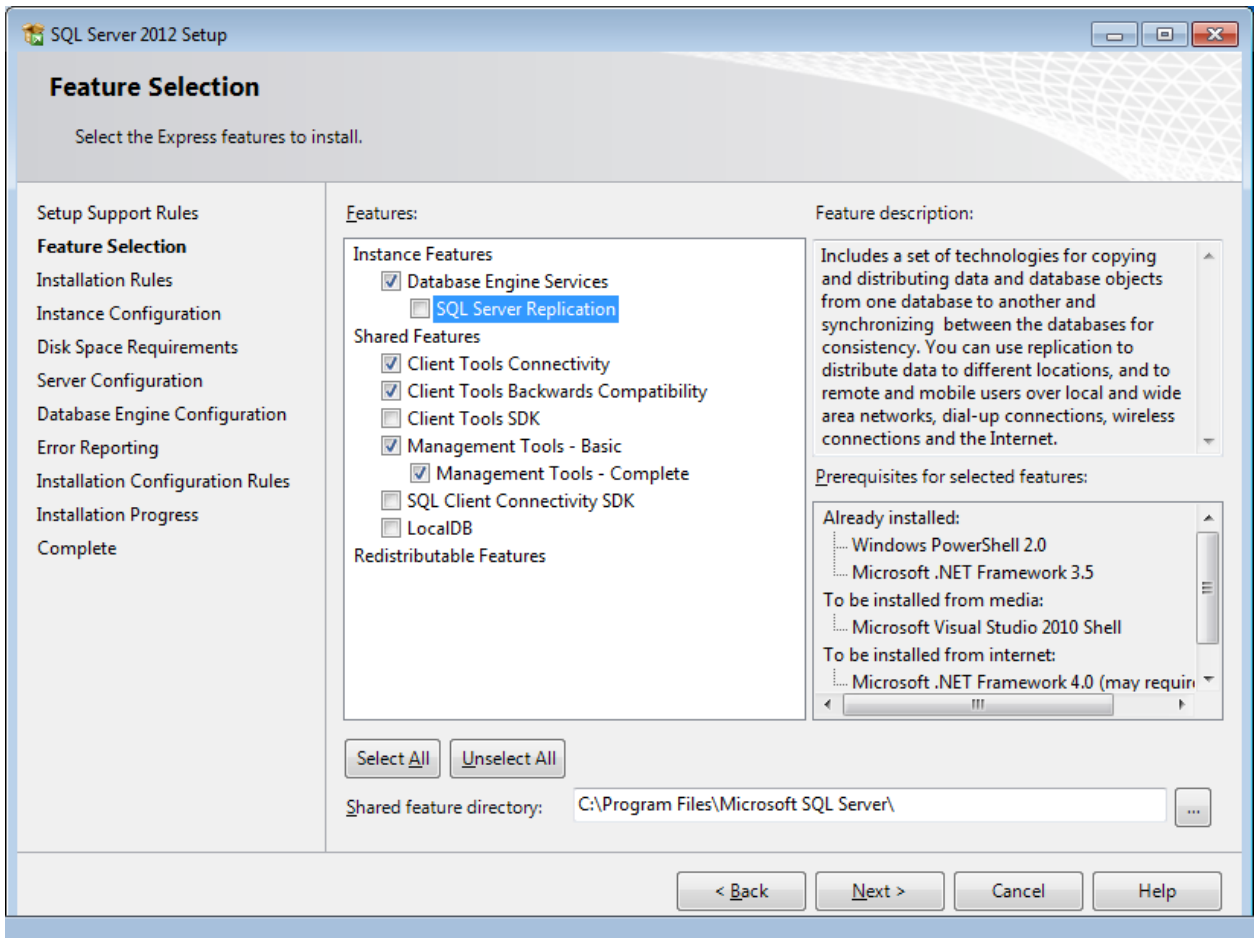 SQL Server 2012 Setup
Feature Selection
Select the Express features to install.
Setup Support Rules
Feature Selection
Installation Rules
Instance Configuration
Disk Space Requirements
Server Configuration
Database Engine Configuration
Error Reporting
Installation Configuration Rules
Installation Progress
Complete
Features:
Instance Features
Database Engine Services
SQL Server Replication
Shared Features
Client Tools Connectivity
Client Tools Backwards Compatibility
Client Tools SDK
Management Tools - Basic
Management Tools - Complete
SQL Client Connectivity SDK
LocalDB
Redistributable Features
Feature description:
Includes a set of technologies for copying
and distributing data and database objects
from one database to another and
synchronizing between the databases for
consistency. You can use replication to
distribute data to different locations, and to
remote and mobile users over local and wide
area networks, dial-up connections, wireless
connections and the Internet.
Prerequisites for selected features:
Already installed:
Windows PowerShell 2.0
Microsoft .NET Framework 3.5
To be installed from media:
Microsoft Visual Studio 2010 Shell
To be installed from internet:
Microsoft .NET Framework 4.0 (may require
Select All
Unselect All
Shared feature directory:
C:\Program Files\Microsoft SQL Server\
...
< Back
Next >
Cancel
Help